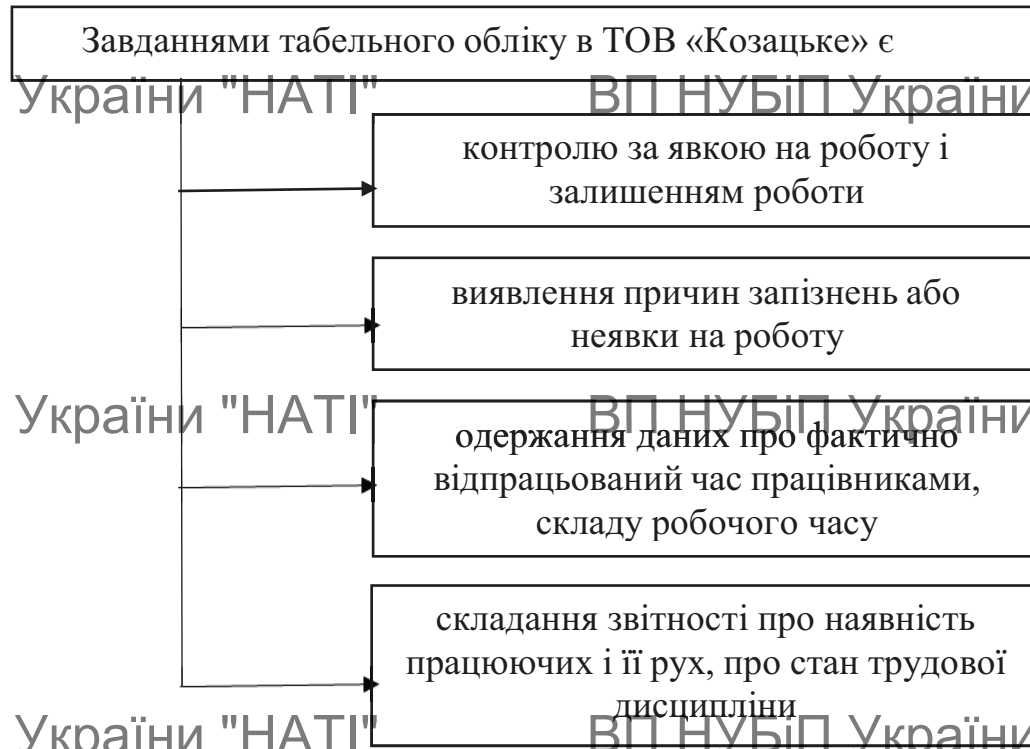 Завданнями табельного обліку в ТОВ «Козацьке» є
України "НАТІ" ВП НУБіП України
контролю за явкою на роботу і
залишенням роботи
виявлення причин запізнень або
неявки на роботу
України "НАТІ" ВП НУБіП України
одержання даних про фактично
відпрацьований час працівниками,
складу робочого часу
складання звітності про наявність
працюючих і її рух, про стан трудової
дисципліни
України "НАТІ" ВП НУБіП України